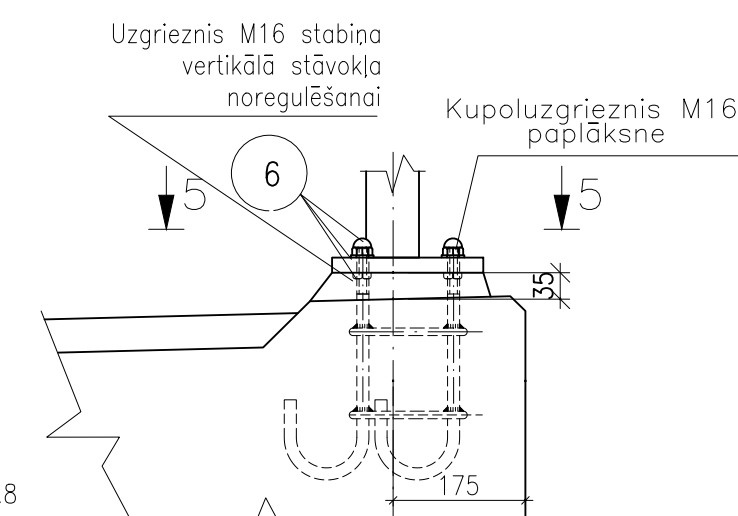 Uzgrieznis M16 stabiņa
vertikālā stāvokļa
noregulēšanai
Kupoluzgrieznis M16
paplāksne
6
5
5
35
175
8